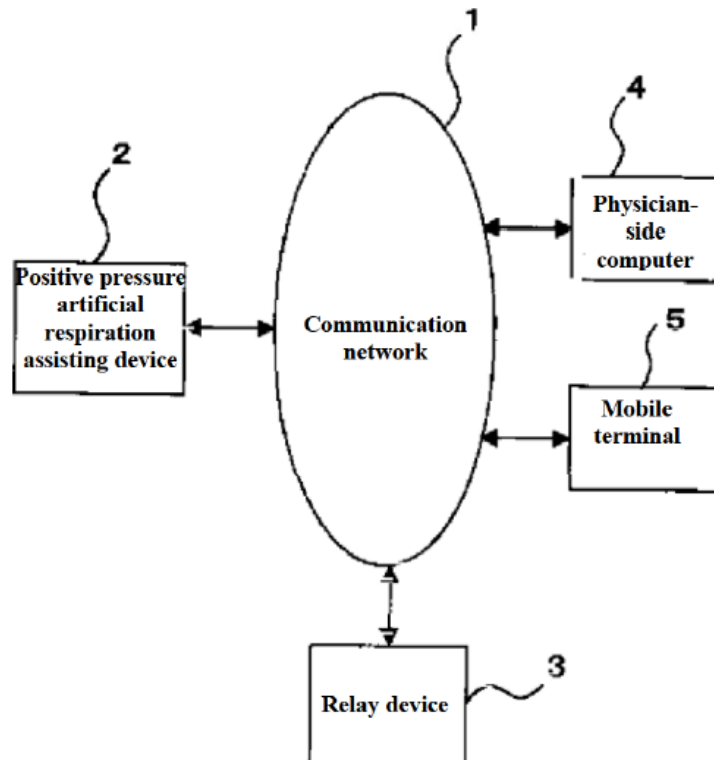 1
4
2
Physician-
side
computer
Positive pressure
artificial
respiration
assisting device
Communication
network
5
Mobile
terminal
3
Relay device